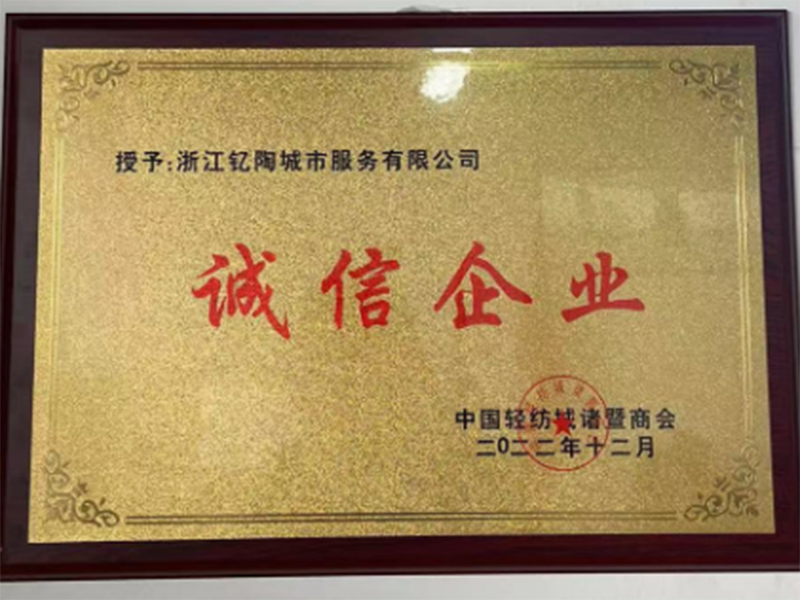 授予:浙江钇陶城市服务有限公司
诚信企业
中国轻纺城诸暨商会
二0二二年十二月